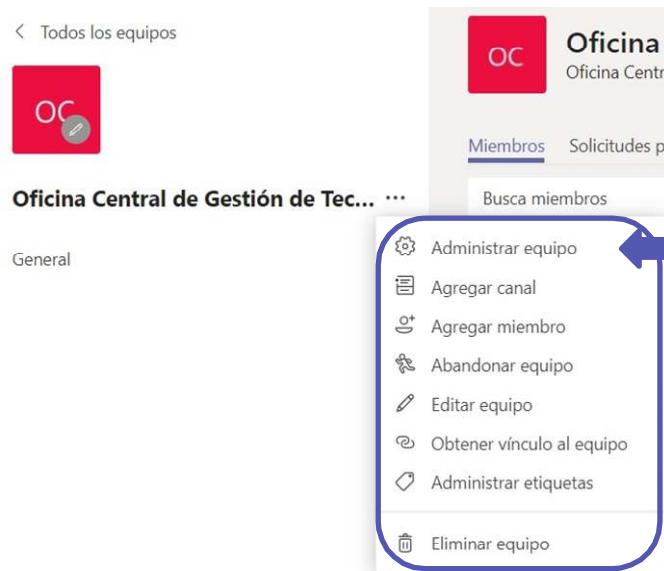 Todos los equipos
OC
Oficina Central de Gestión de Tec... ...
General
OC
Oficina
Oficina Centr
Miembros Solicitudes p
Busca miembros
Administrar equipo
Agregar canal
Agregar miembro
Abandonar equipo
Editar equipo
Obtener vínculo al equipo
Administrar etiquetas
Eliminar equipo